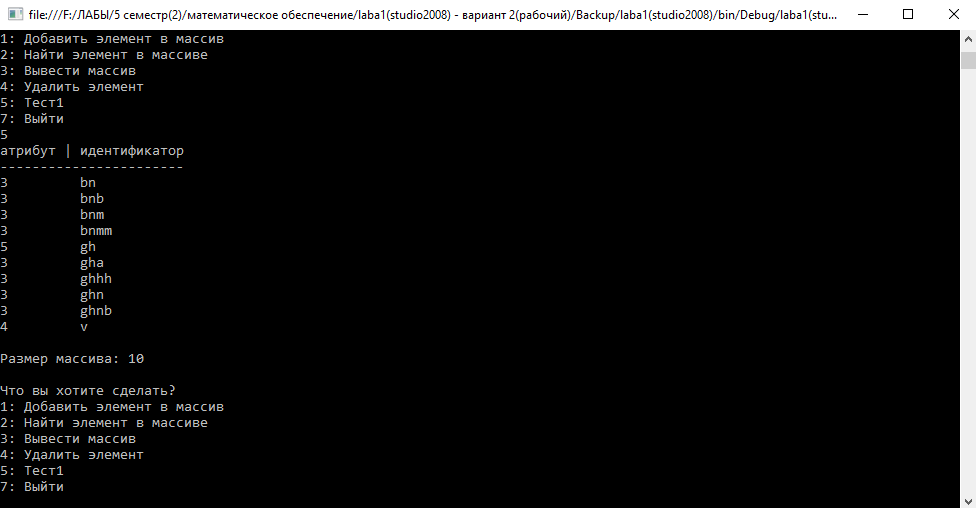 file:///F:/ЛАБЫ/5 семестр(2)/математическое обеспечение/laba1(studio2008) - вариант 2(рабочий)/Backup/laba1(studio2008)/bin/Debug/laba1(stu...
1: Добавить элемент в массив
2: Найти элемент в массиве
3: Вывести массив
4: Удалить элемент
5: Тест1
7: Выйти
5
атрибут | идентификатор
-----------------------
3 bn
3 bnb
3 bnm
3 bnmm
5 gh
3 gha
3 ghhh
3 ghn
3 ghnb
4 v
Размер массива: 10
Что вы хотите сделать?
1: Добавить элемент в массив
2: Найти элемент в массиве
3: Вывести массив
4: Удалить элемент
5: Тест1
7: Выйти